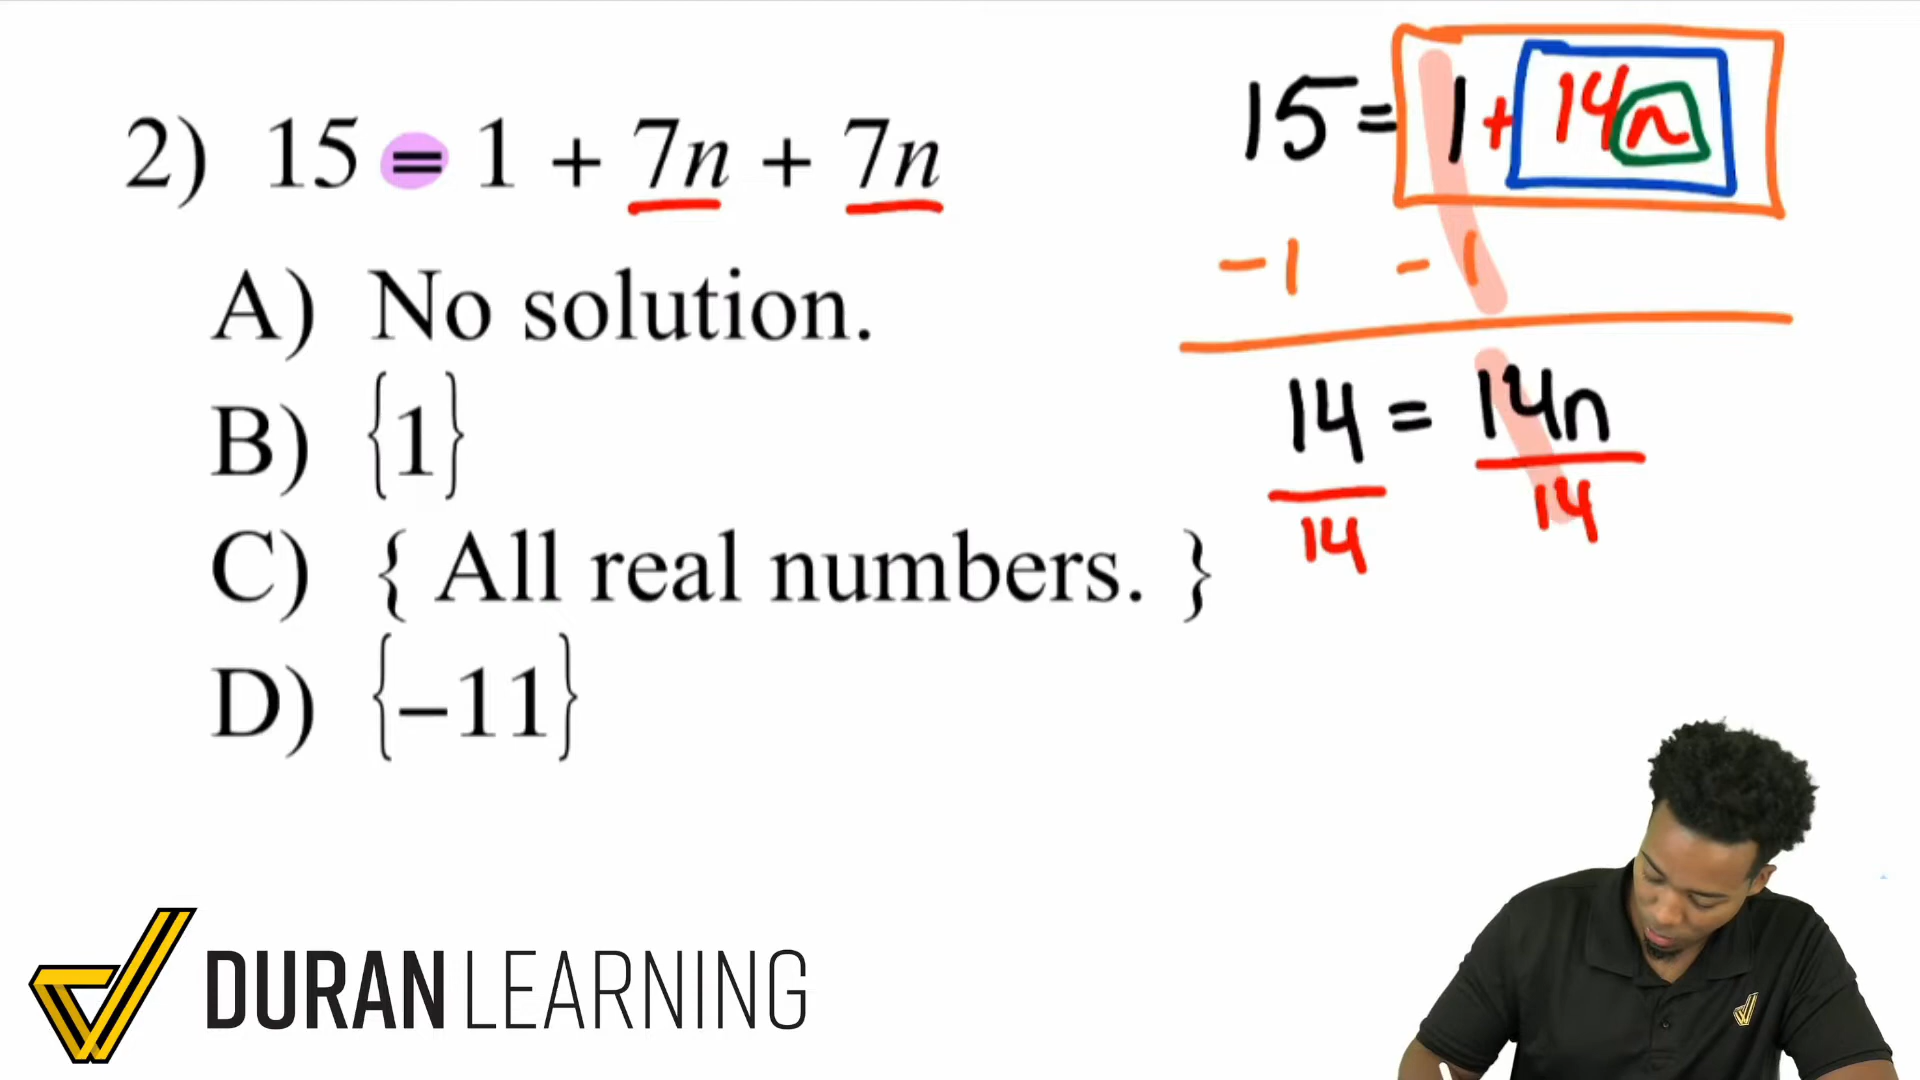 2) 15 = 1 + 7n + 7n
A) No solution.
B) {1}
C) { All real numbers. }
D) {−11}
15 = 1 + 14n
-1 -1
14 = 14n
14 14
DURAN LEARNING